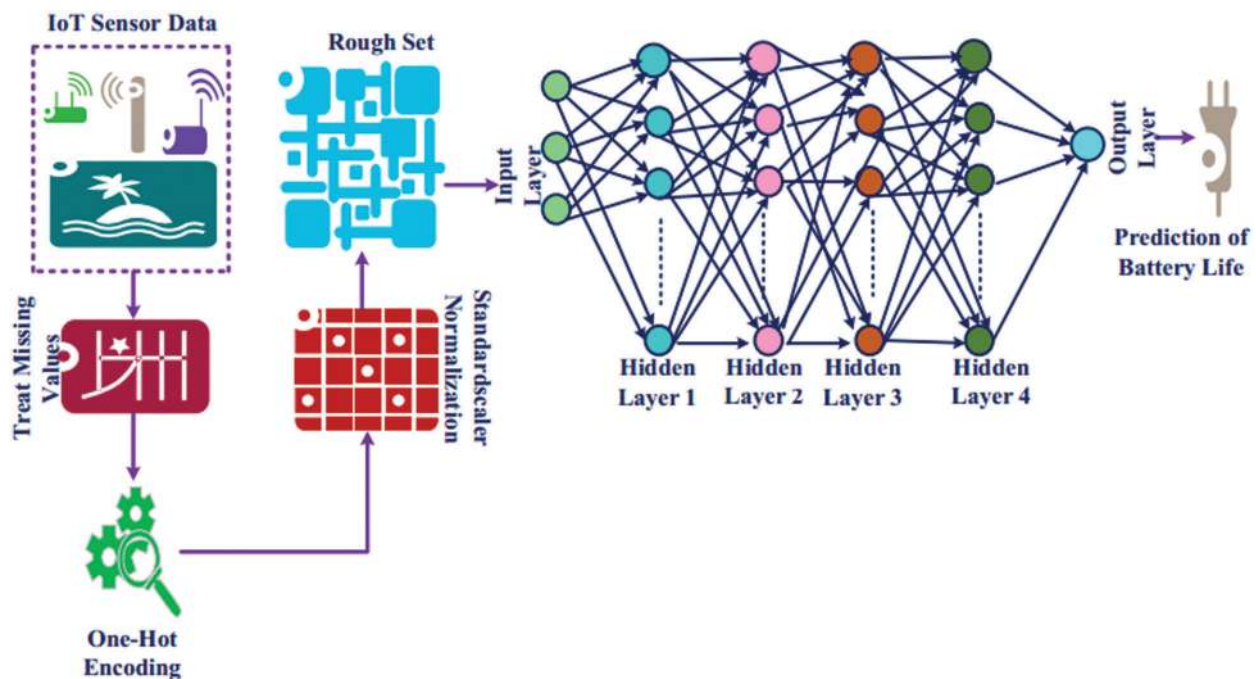 IoT Sensor Data
Treat Missing
Values
One-Hot
Encoding
Standardscaler
Normalization
Rough Set
Input
Layer
Hidden
Layer 1
Hidden
Layer 2
Hidden
Layer 3
Hidden
Layer 4
Output
Layer
Prediction of
Battery Life